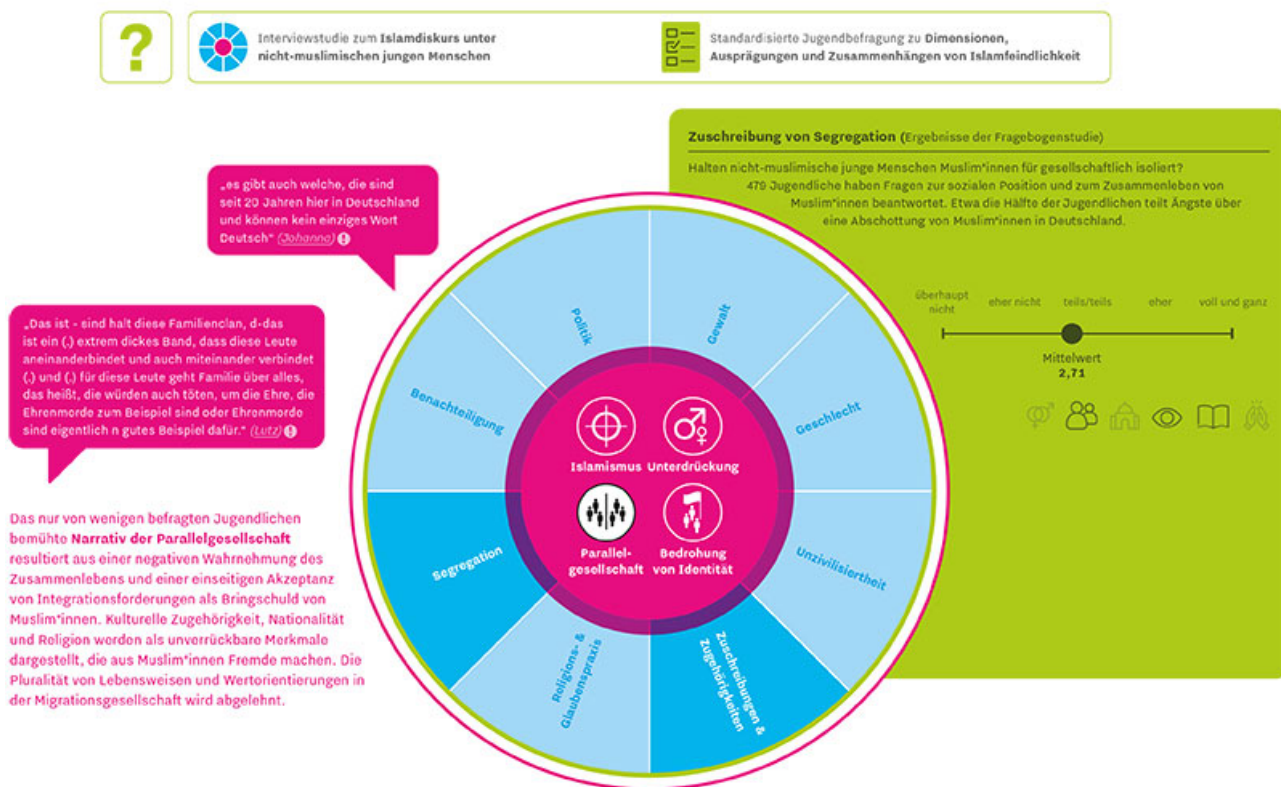 ?
Interviewstudie zum Islamdiskurs unter
nicht-muslimischen jungen Menschen
Standardisierte Jugendbefragung zu Dimensionen,
Ausprägungen und Zusammenhängen von Islamfeindlichkeit
Zuschreibung von Segregation (Ergebnisse der Fragebogenstudie)
Halten nicht-muslimische junge Menschen Muslim*innen für gesellschaftlich isoliert?
479 Jugendliche haben Fragen zur sozialen Position und zum Zusammenleben von
Muslim*innen beantwortet. Etwa die Hälfte der Jugendlichen teilt Ängste über
eine Abschottung von Muslim*innen in Deutschland.
überhaupt
nicht
eher nicht
teils/teils
eher
voll und ganz
Mittelwert
2,71
„es gibt auch welche, die sind
seit 20 Jahren hier in Deutschland
und können kein einziges Wort
Deutsch“ (Johanna) !
„Das ist - sind halt diese Familienclan, d-das
ist ein (.) extrem dickes Band, dass diese Leute
aneinanderbindet und auch miteinander verbindet
(.) und (.) für diese Leute geht Familie über alles,
das heißt, die würden auch töten, um die Ehre, die
Ehrenmorde zum Beispiel sind oder Ehrenmorde
sind eigentlich n gutes Beispiel dafür.“ (Lutz) !
Das nur von wenigen befragten Jugendlichen
bemühte Narrativ der Parallelgesellschaft
resultiert aus einer negativen Wahrnehmung des
Zusammenlebens und einer einseitigen Akzeptanz
von Integrationsforderungen als Bringschuld von
Muslim*innen. Kulturelle Zugehörigkeit, Nationalität
und Religion werden als unverrückbare Merkmale
dargestellt, die aus Muslim*innen Fremde machen. Die
Pluralität von Lebensweisen und Wertorientierungen in
der Migrationsgesellschaft wird abgelehnt.
Politik
Gewalt
Benachteiligung
Geschlecht
Segregation
Unzivilisiertheit
Religions- &
Glaubenspraxis
Zuschreibungen &
Zugehörigkeiten
Islamismus
Unterdrückung
Parallel-
gesellschaft
Bedrohung
von Identität